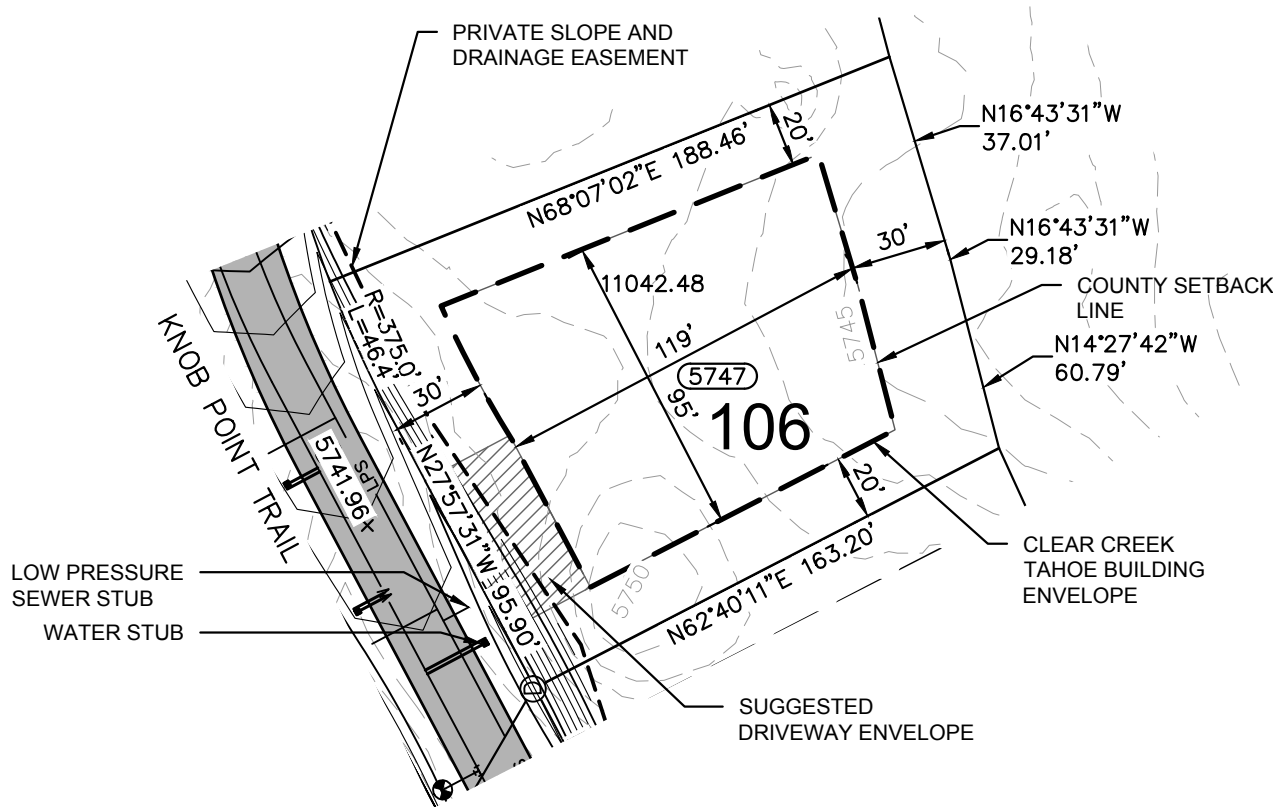 PRIVATE SLOPE AND
DRAINAGE EASEMENT
N16°43'31"W
37.01'
20'
N68°07'02"E 188.46'
N16°43'31"W
29.18'
30'
COUNTY SETBACK
LINE
11042.48
R=375.0'
L=46.4'
119'
5745
N14°27'42"W
60.79'
KNOB POINT TRAIL
30'
5747
95'
106
LPS
5741.96
N27°57'31"W 95.90'
20'
CLEAR CREEK
TAHOE BUILDING
ENVELOPE
LOW PRESSURE
SEWER STUB
5750
WATER STUB
N62°40'11"E 163.20'
D
SUGGESTED
DRIVEWAY ENVELOPE